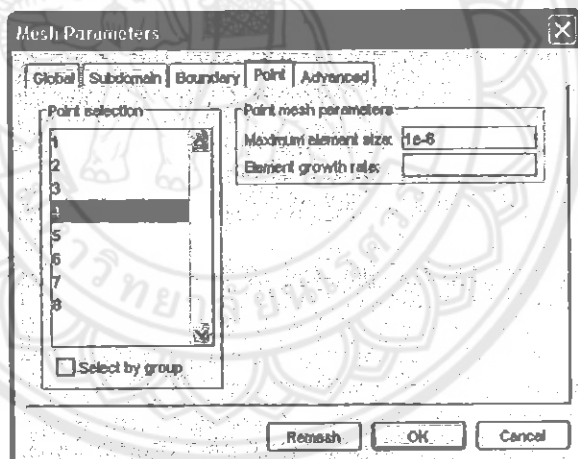 Mesh Parameters
Global Subdomain Boundary Point Advanced
Point selection
1
2
3
4
5
6
7
8
Select by group
Point mesh parameters
Maximum element size: 1e-8
Element growth rate:
Remesh OK Cancel